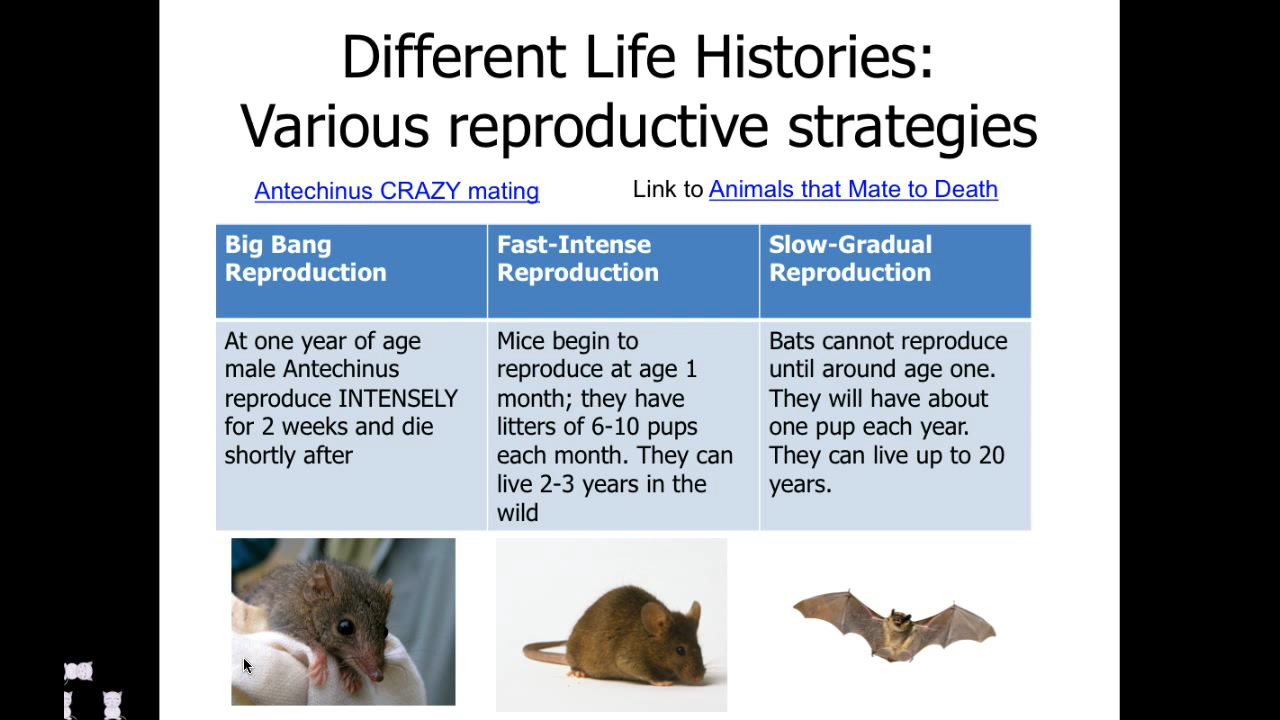 Different Life Histories:
Various reproductive strategies
Antechinus CRAZY mating
Link to Animals that Mate to Death
Big Bang
Reproduction
Fast-Intense
Reproduction
Slow-Gradual
Reproduction
At one year of age
male Antechinus
reproduce INTENSELY
for 2 weeks and die
shortly after
Mice begin to
reproduce at age 1
month; they have
litters of 6-10 pups
each month. They can
live 2-3 years in the
wild
Bats cannot reproduce
until around age one.
They will have about
one pup each year.
They can live up to 20
years.